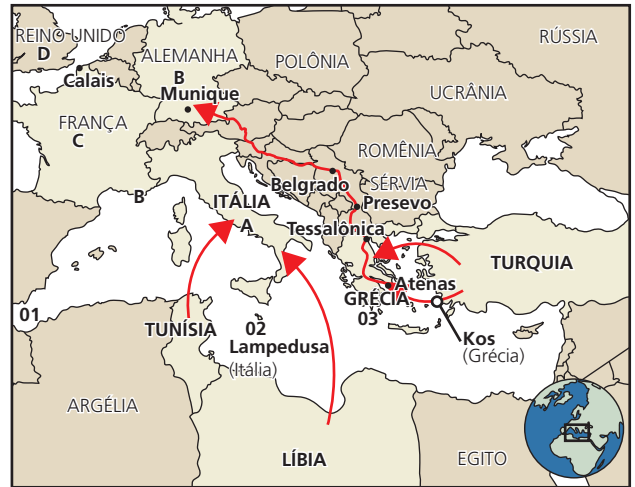 REINO UNIDO
D
Calais
ALEMANHA
B
Munique
POLÔNIA
RÚSSIA
UCRÂNIA
FRANÇA
C
B
ITÁLIA
A
ROMÊNIA
Belgrado
SÉRVIA
Presevo
Tessalônica
TURQUIA
Atenas
GRÉCIA
03
Kos
(Grécia)
01
TUNÍSIA
02
Lampedusa
(Itália)
ARGÉLIA
LÍBIA
EGITO